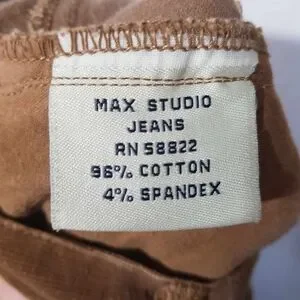 MAX STUDIO
JEANS
RN 58822
96% COTTON
4% SPANDEX